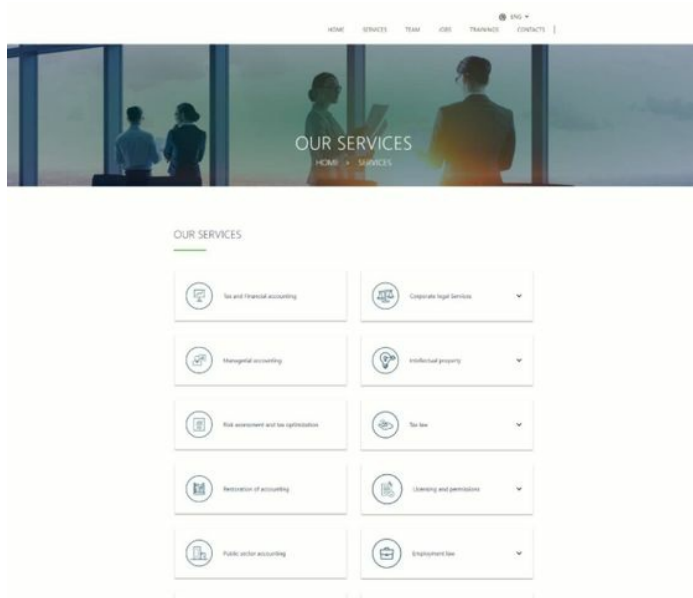 ENG
HOME SERVICES TEAM JOBS TRAININGS CONTACTS
OUR SERVICES
HOME SERVICES
OUR SERVICES
Tax and Financial accounting
Corporate legal Services
Managerial accounting
Intellectual property
Risk assessment and tax optimization
Tax law
Restoration of accounting
Licensing and permissions
Public sector accounting
Employment law